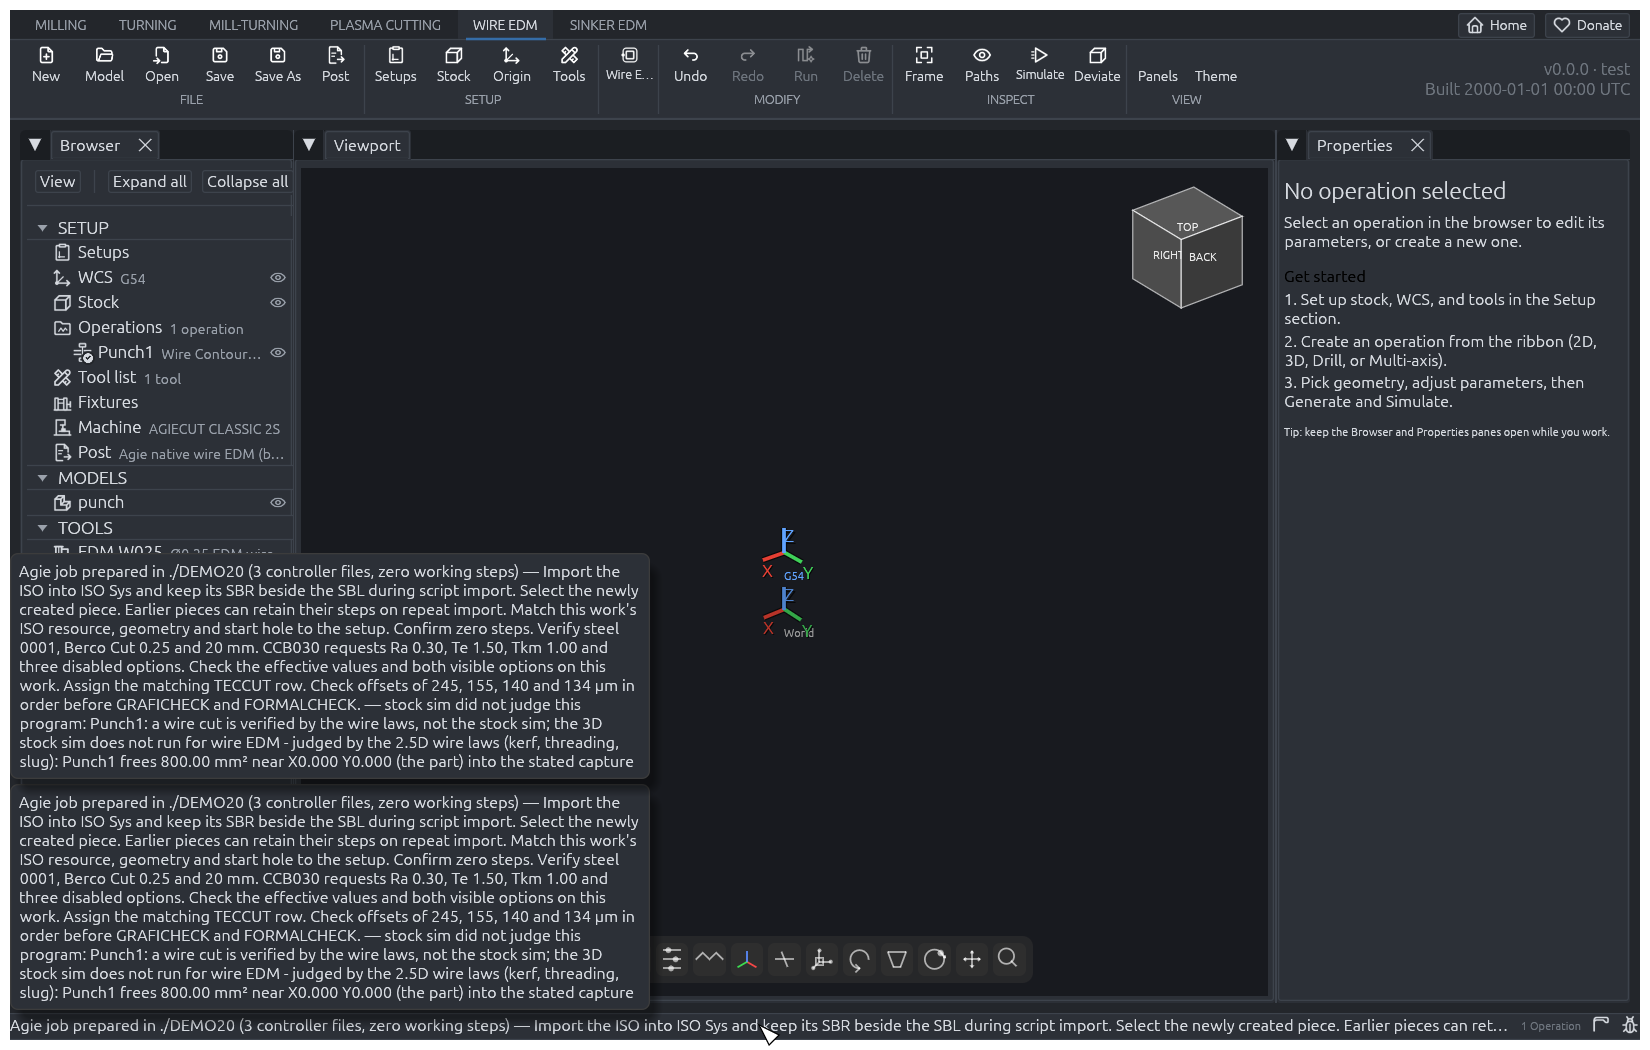 MILLING TURNING MILL-TURNING PLASMA CUTTING WIRE EDM SINKER EDM Home Donate
New Model Open Save Save As Post Setups Stock Origin Tools Wire E... Undo Redo Run Delete Frame Paths Simulate Deviate Panels Theme
FILE SETUP MODIFY INSPECT VIEW
v0.0.0 · test
Built 2000-01-01 00:00 UTC
Browser
View Expand all Collapse all
SETUP
Setups
WCS G54
Stock
Operations 1 operation
Punch1 Wire Contour...
Tool list 1 tool
Fixtures
Machine AGIECUT CLASSIC 2S
Post Agie native wire EDM (b...
MODELS
punch
TOOLS
EDM W025 Ø0.25 EDM wire
Viewport
TOP
RIGHT BACK
Z
X G54 Y
Z
X World Y
Properties
No operation selected
Select an operation in the browser to edit its
parameters, or create a new one.
Get started
1. Set up stock, WCS, and tools in the Setup
section.
2. Create an operation from the ribbon (2D,
3D, Drill, or Multi-axis).
3. Pick geometry, adjust parameters, then
Generate and Simulate.
Tip: keep the Browser and Properties panes open while you work.
Agie job prepared in ./DEMO20 (3 controller files, zero working steps) — Import the
ISO into ISO Sys and keep its SBR beside the SBL during script import. Select the newly
created piece. Earlier pieces can retain their steps on repeat import. Match this work's
ISO resource, geometry and start hole to the setup. Confirm zero steps. Verify steel
0001, Berco Cut 0.25 and 20 mm. CCB030 requests Ra 0.30, Te 1.50, Tkm 1.00 and
three disabled options. Check the effective values and both visible options on this
work. Assign the matching TECCUT row. Check offsets of 245, 155, 140 and 134 µm in
order before GRAFICHECK and FORMALCHECK. — stock sim did not judge this
program: Punch1: a wire cut is verified by the wire laws, not the stock sim; the 3D
stock sim does not run for wire EDM - judged by the 2.5D wire laws (kerf, threading,
slug): Punch1 frees 800.00 mm² near X0.000 Y0.000 (the part) into the stated capture
Agie job prepared in ./DEMO20 (3 controller files, zero working steps) — Import the
ISO into ISO Sys and keep its SBR beside the SBL during script import. Select the newly
created piece. Earlier pieces can retain their steps on repeat import. Match this work's
ISO resource, geometry and start hole to the setup. Confirm zero steps. Verify steel
0001, Berco Cut 0.25 and 20 mm. CCB030 requests Ra 0.30, Te 1.50, Tkm 1.00 and
three disabled options. Check the effective values and both visible options on this
work. Assign the matching TECCUT row. Check offsets of 245, 155, 140 and 134 µm in
order before GRAFICHECK and FORMALCHECK. — stock sim did not judge this
program: Punch1: a wire cut is verified by the wire laws, not the stock sim; the 3D
stock sim does not run for wire EDM - judged by the 2.5D wire laws (kerf, threading,
slug): Punch1 frees 800.00 mm² near X0.000 Y0.000 (the part) into the stated capture
Agie job prepared in ./DEMO20 (3 controller files, zero working steps) — Import the ISO into ISO Sys and keep its SBR beside the SBL during script import. Select the newly created piece. Earlier pieces can ret... 1 Operation